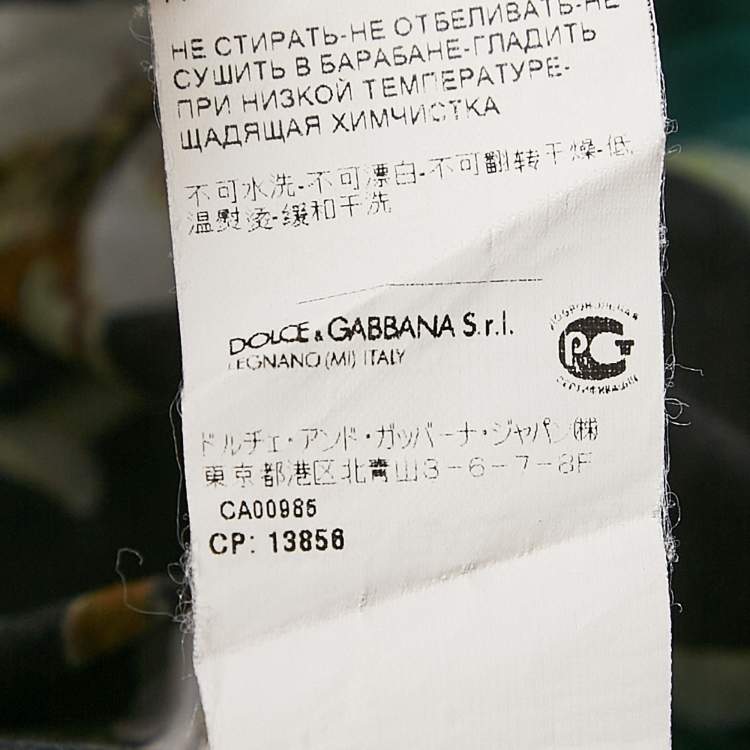 НЕ СТИРАТЬ-НЕ ОТБЕЛИВАТЬ-НЕ
СУШИТЬ В БАРАБАНЕ-ГЛАДИТЬ
ПРИ НИЗКОЙ ТЕМПЕРАТУРЕ-
ЩАДЯЩАЯ ХИМЧИСТКА
不可水洗-不可漂白-不可翻转干燥-低
温熨烫-缓和干洗
DOLCE & GABBANA S.r.l.
LEGNANO (MI) ITALY
ДОБРОВОЛЬНАЯ
РСТ
СЕРТИФИКАЦИЯ
ドルチェ・アンド・ガッバーナ・ジャパン(株)
東京都港区北青山3-6-7-8F
CA00985
CP: 13856